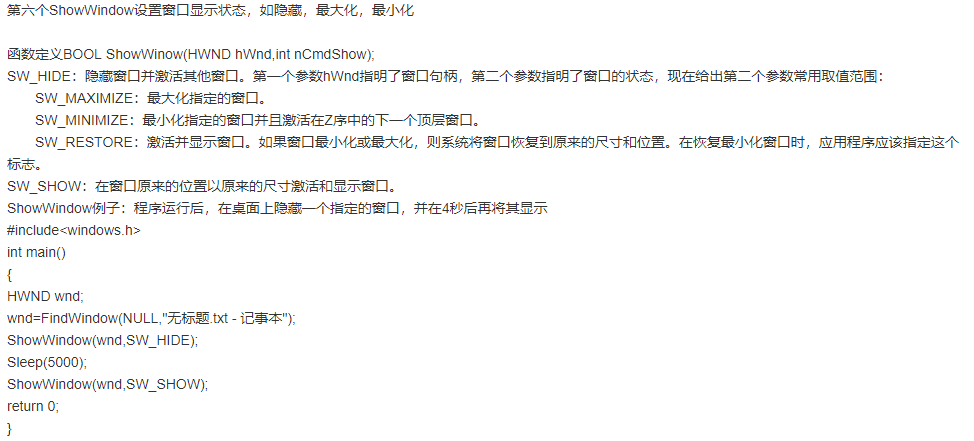 第六个ShowWindow设置窗口显示状态，如隐藏，最大化，最小化
函数定义BOOL ShowWinow(HWND hWnd,int nCmdShow);
SW_HIDE：隐藏窗口并激活其他窗口。第一个参数hWnd指明了窗口句柄，第二个参数指明了窗口的状态，现在给出第二个参数常用取值范围：
SW_MAXIMIZE：最大化指定的窗口。
SW_MINIMIZE：最小化指定的窗口并且激活在Z序中的下一个顶层窗口。
SW_RESTORE：激活并显示窗口。如果窗口最小化或最大化，则系统将窗口恢复到原来的尺寸和位置。在恢复最小化窗口时，应用程序应该指定这个
标志。
SW_SHOW：在窗口原来的位置以原来的尺寸激活和显示窗口。
ShowWindow例子：程序运行后，在桌面上隐藏一个指定的窗口，并在4秒后再将其显示
#include<windows.h>
int main()
{
HWND wnd;
wnd=FindWindow(NULL,"无标题.txt - 记事本");
ShowWindow(wnd,SW_HIDE);
Sleep(5000);
ShowWindow(wnd,SW_SHOW);
return 0;
}